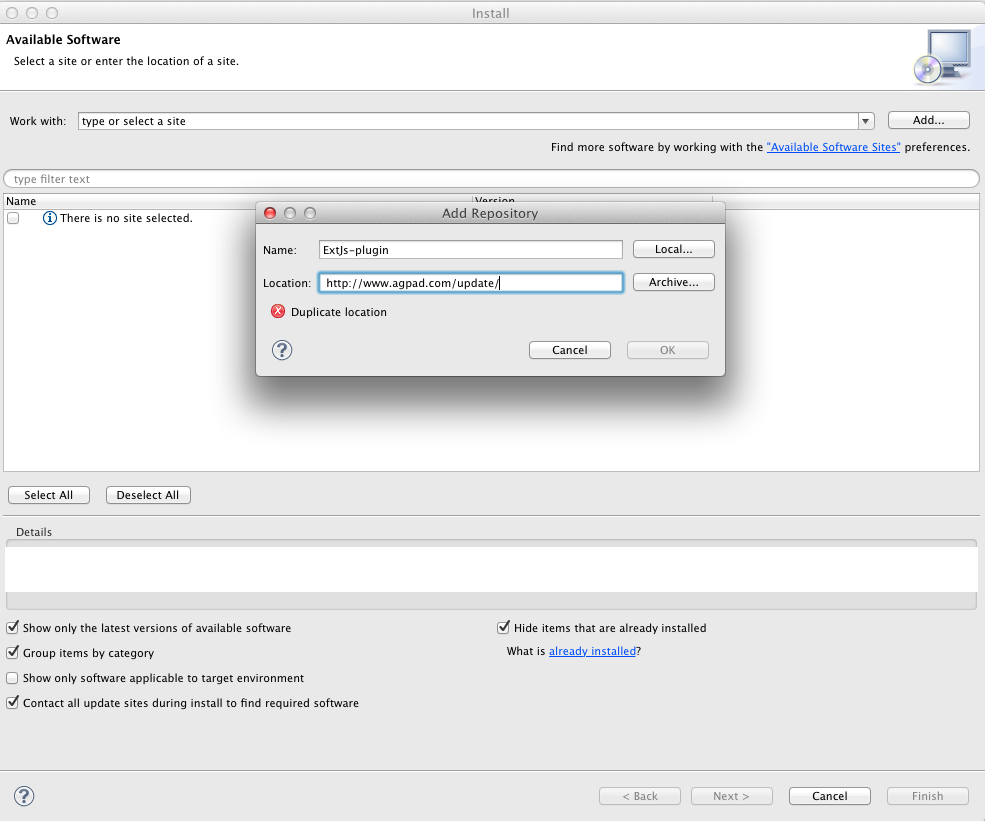 Install
Available Software
Select a site or enter the location of a site.
Work with: type or select a site Add...
Find more software by working with the "Available Software Sites" preferences.
type filter text
Name Version
There is no site selected.
Add Repository
Name: ExtJs-plugin Local...
Location: http://www.agpad.com/update/ Archive...
Duplicate location
? Cancel OK
Select All Deselect All
Details
Show only the latest versions of available software Hide items that are already installed
Group items by category What is already installed?
Show only software applicable to target environment
Contact all update sites during install to find required software
? < Back Next > Cancel Finish